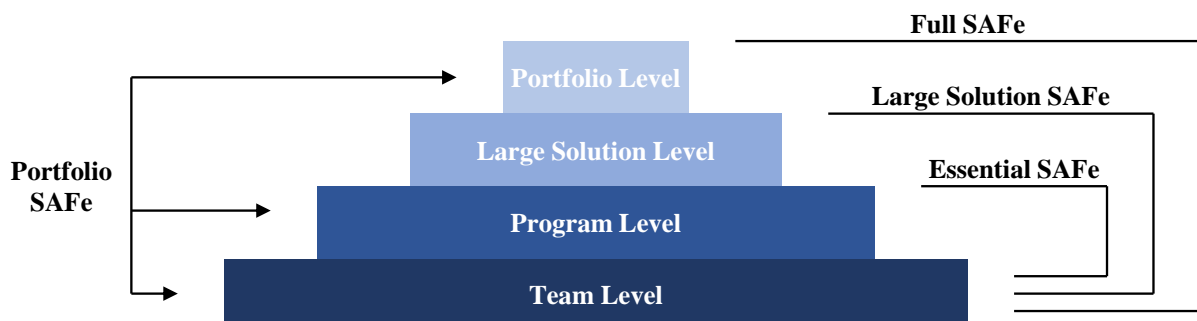 Full SAFe
Portfolio Level
Large Solution SAFe
Large Solution Level
Portfolio
SAFe
Essential SAFe
Program Level
Team Level